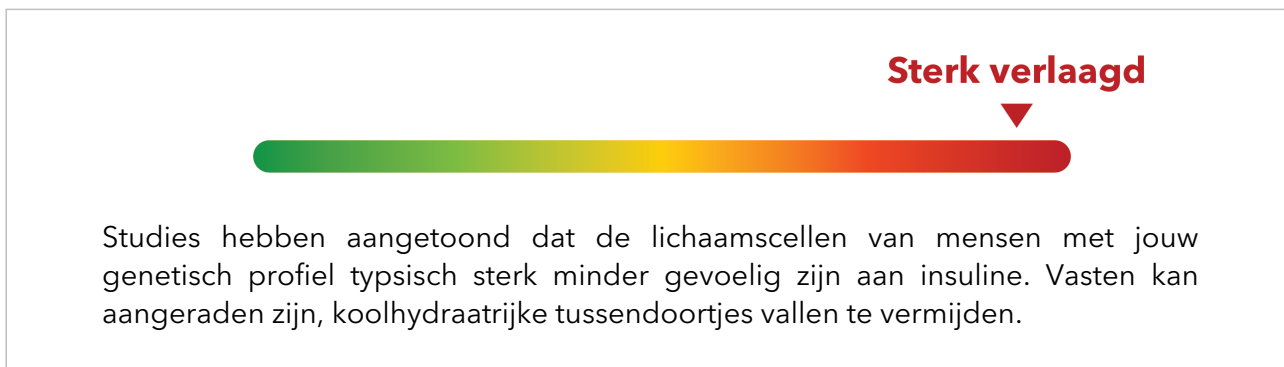 Sterk verlaagd
Studies hebben aangetoond dat de lichaamscellen van mensen met jouw
genetisch profiel typsisch sterk minder gevoelig zijn aan insuline. Vasten kan
aangeraden zijn, koolhydraatrijke tussendoortjes vallen te vermijden.